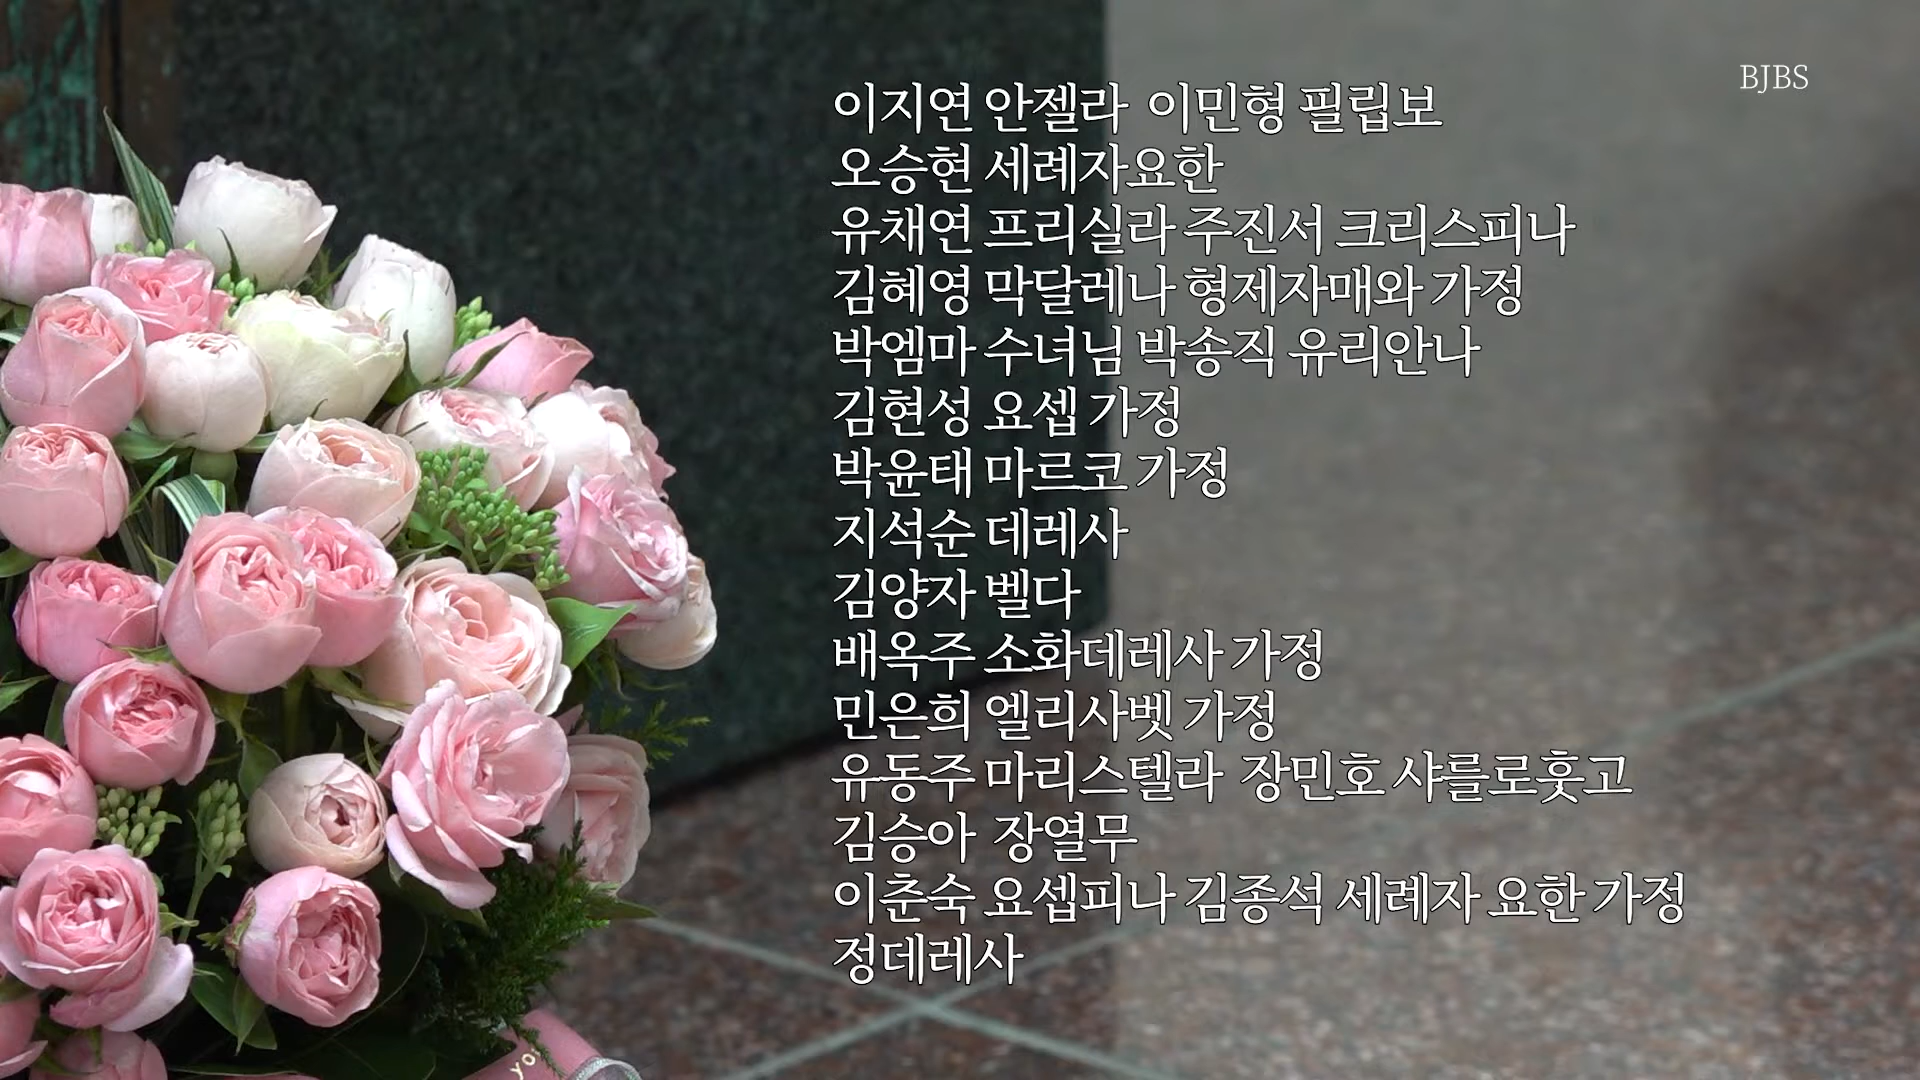 BJBS
이지연 안젤라 이민형 필립보
오승현 세례자요한
유채연 프리실라 주진서 크리스피나
김혜영 막달레나 형제자매와 가정
박엠마 수녀님 박송직 유리안나
김현성 요셉 가정
박윤태 마르코 가정
지석순 데레사
김양자 벨다
배옥주 소화데레사 가정
민은희 엘리사벳 가정
유동주 마리스텔라 장민호 샤를로훗고
김승아 장열무
이춘숙 요셉피나 김종석 세례자 요한 가정
정데레사
yo